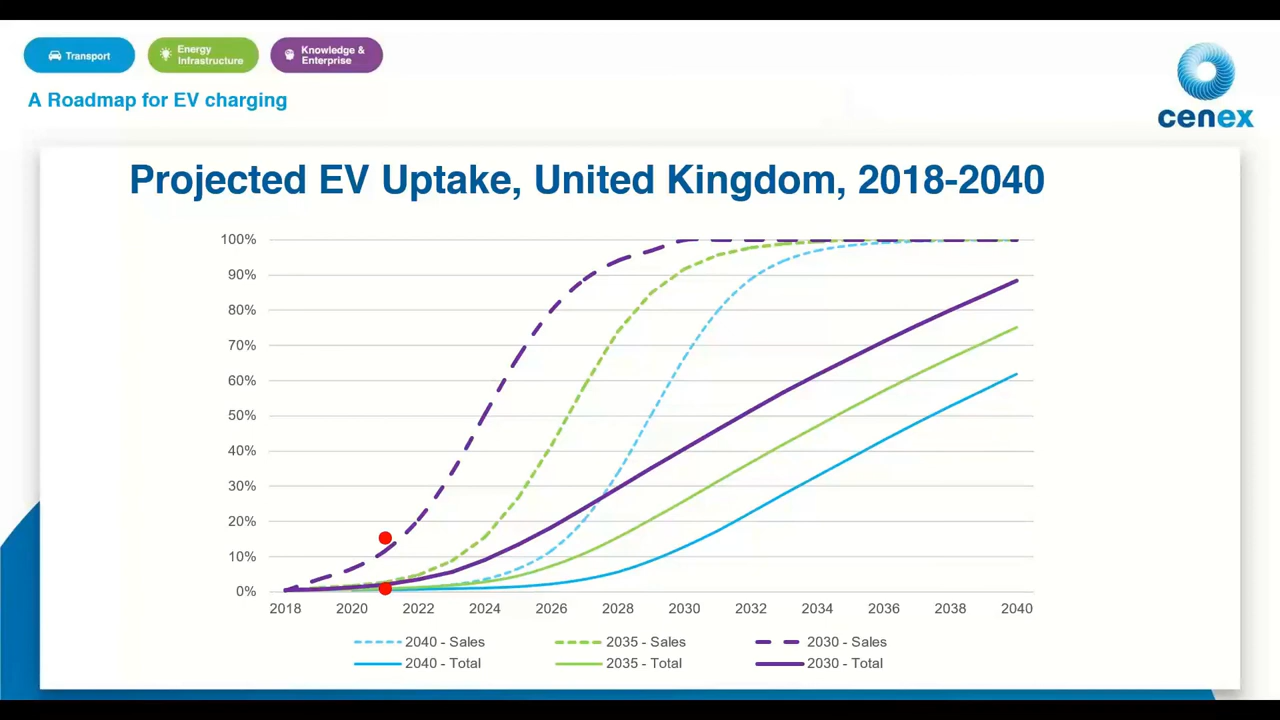 Transport
Energy
Infrastructure
Knowledge &
Enterprise
A Roadmap for EV charging
cenex
Projected EV Uptake, United Kingdom, 2018-2040
100%
90%
80%
70%
60%
50%
40%
30%
20%
10%
0%
2018 2020 2022 2024 2026 2028 2030 2032 2034 2036 2038 2040
2040 - Sales 2035 - Sales 2030 - Sales
2040 - Total 2035 - Total 2030 - Total